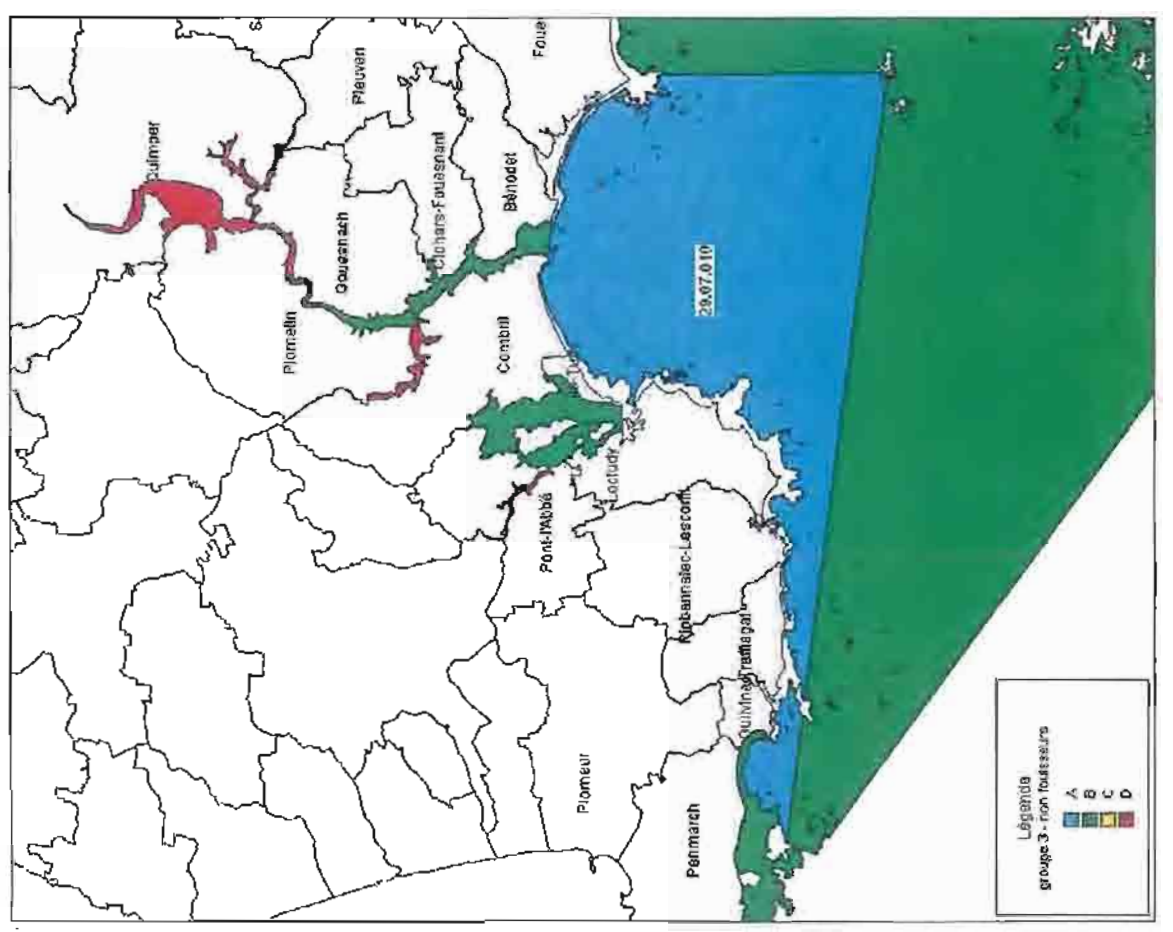 Quimper
Pleuven
Foue
Plomelin
Gouesnach
Clohars-Fouesnant
Bénodet
Combrit
29.07.010
Pont-l'Abbé
Loctudy
Plobannalec-Lesconil
Treffiagat
Guilvinec
Plomeur
Penmarch
Légende
groupe 3 - non fouisseurs
A
B
C
D